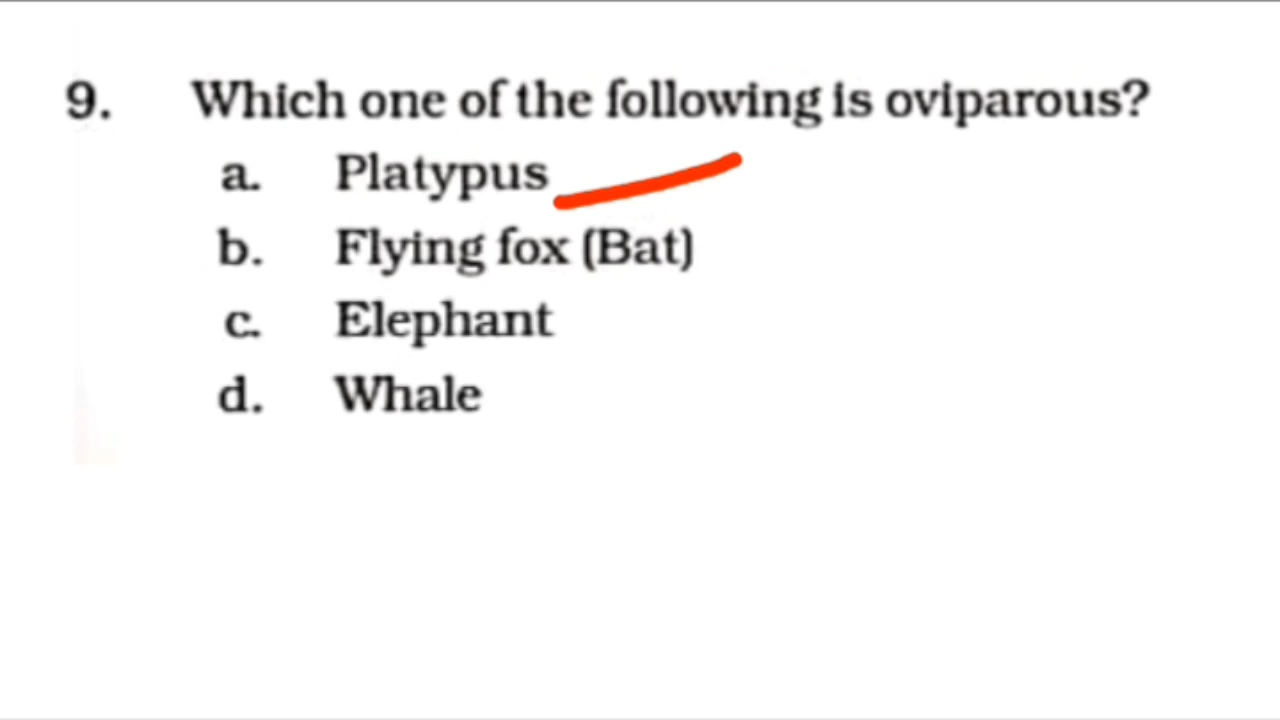 9. Which one of the following is oviparous?
a. Platypus
b. Flying fox (Bat)
c. Elephant
d. Whale